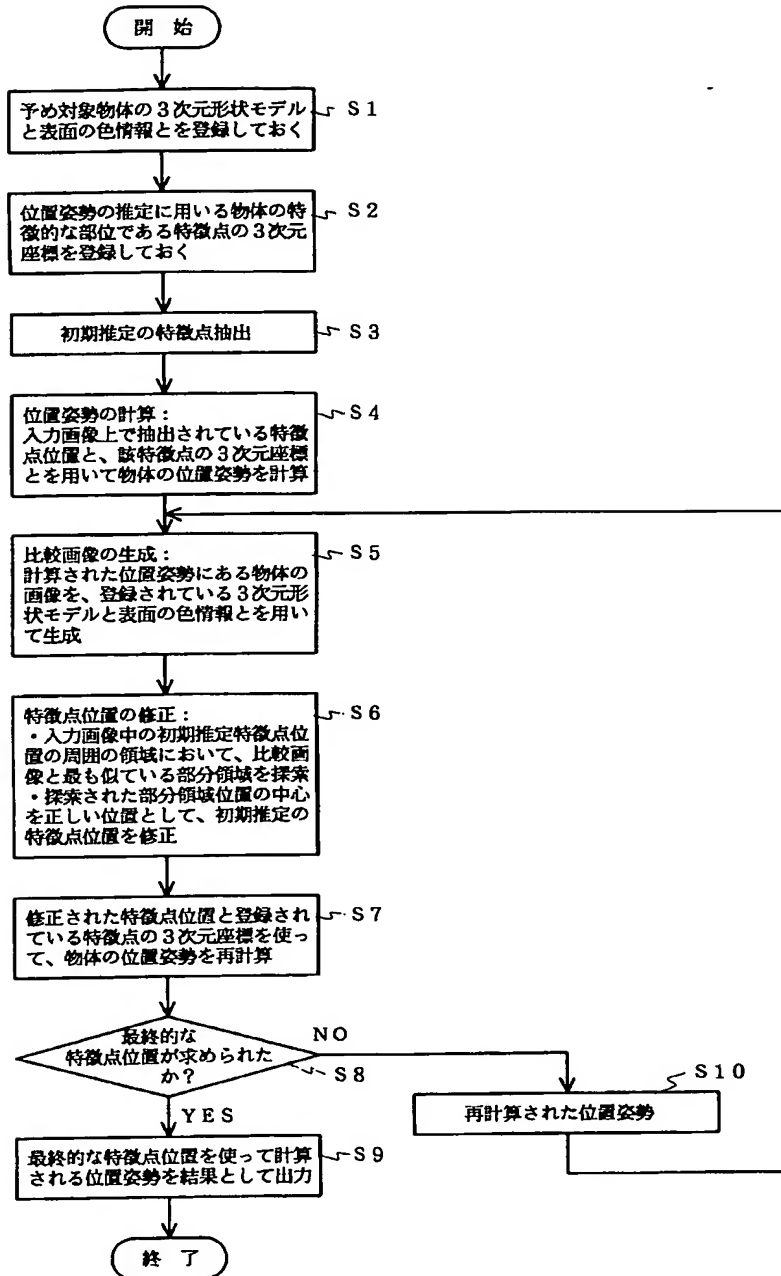 開 始
予め対象物体の3次元形状モデル
と表面の色情報とを登録しておく
S1
位置姿勢の推定に用いる物体の特
徴的な部位である特徴点の3次元
座標を登録しておく
S2
初期推定の特徴点抽出
S3
位置姿勢の計算:
入力画像上で抽出されている特徴
点位置と、該特徴点の3次元座標
とを用いて物体の位置姿勢を計算
S4
比較画像の生成:
計算された位置姿勢にある物体の
画像を、登録されている3次元形
状モデルと表面の色情報とを用い
て生成
S5
特徴点位置の修正:
・入力画像中の初期推定特徴点位
置の周囲の領域において、比較画
像と最も似ている部分領域を探索
・探索された部分領域位置の中心
を正しい位置として、初期推定の
特徴点位置を修正
S6
修正された特徴点位置と登録され
ている特徴点の3次元座標を使っ
て、物体の位置姿勢を再計算
S7
最終的な
特徴点位置が求められた
か?
S8
NO
YES
S10
再計算された位置姿勢
最終的な特徴点位置を使って計算
される位置姿勢を結果として出力
S9
終 了